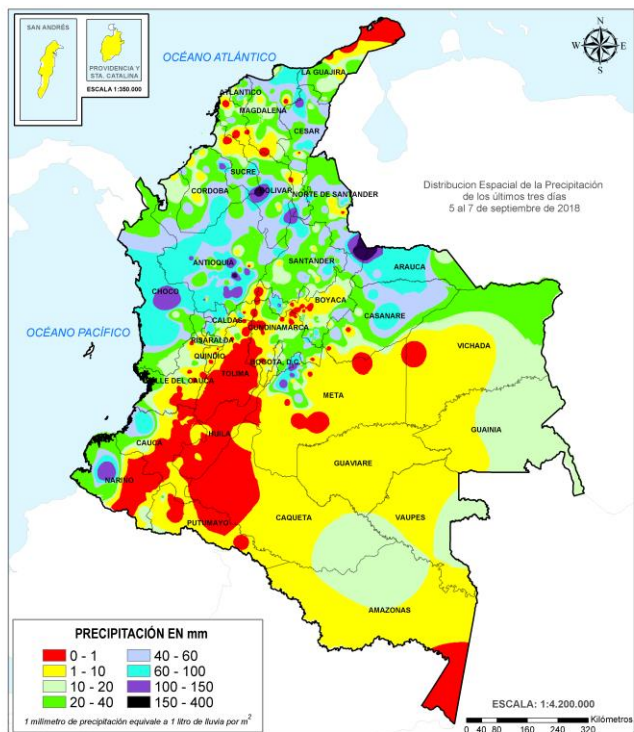 SAN ANDRÉS
PROVIDENCIA Y
STA. CATALINA
ESCALA 1:350.000
OCÉANO ATLÁNTICO
N
W
E
S
LA GUAJIRA
ATLANTICO
MAGDALENA
CESAR
SUCRE
CORDOBA
BOLIVAR
NORTE DE SANTANDER
Distribucion Espacial de la Precipitación
de los últimos tres días
5 al 7 de septiembre de 2018
ANTIOQUIA
SANTANDER
ARAUCA
CHOCO
BOYACA
CASANARE
CALDAS
CUNDINAMARCA
OCÉANO PACÍFICO
RISARALDA
VICHADA
QUINDIO
BOGOTA, D.C.
VALLE DEL CAUCA
TOLIMA
META
GUAINIA
CAUCA
HUILA
GUAVIARE
NARIÑO
PUTUMAYO
CAQUETA
VAUPES
AMAZONAS
PRECIPITACIÓN EN mm
0 - 1
40 - 60
1 - 10
60 - 100
10 - 20
100 - 150
20 - 40
150 - 400
1 milimetro de precipitación equivale a 1 litro de lluvia por m²
ESCALA: 1:4.200.000
Kilómetros
0 40 80 160 240 320